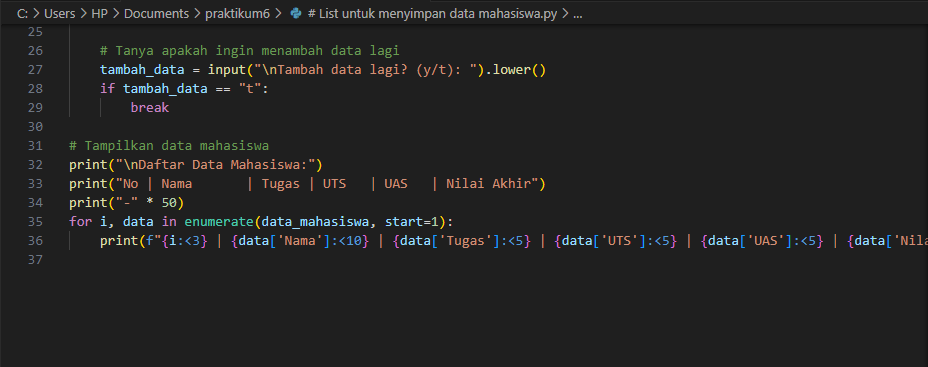 C: > Users > HP > Documents > praktikum6 > # List untuk menyimpan data mahasiswa.py > ...
25
26     # Tanya apakah ingin menambah data lagi
27     tambah_data = input("\nTambah data lagi? (y/t): ").lower()
28     if tambah_data == "t":
29         break
30
31 # Tampilkan data mahasiswa
32 print("\nDaftar Data Mahasiswa:")
33 print("No | Nama       | Tugas | UTS   | UAS   | Nilai Akhir")
34 print("-" * 50)
35 for i, data in enumerate(data_mahasiswa, start=1):
36     print(f"{i:<3} | {data['Nama']:<10} | {data['Tugas']:<5} | {data['UTS']:<5} | {data['UAS']:<5} | {data['Nila
37